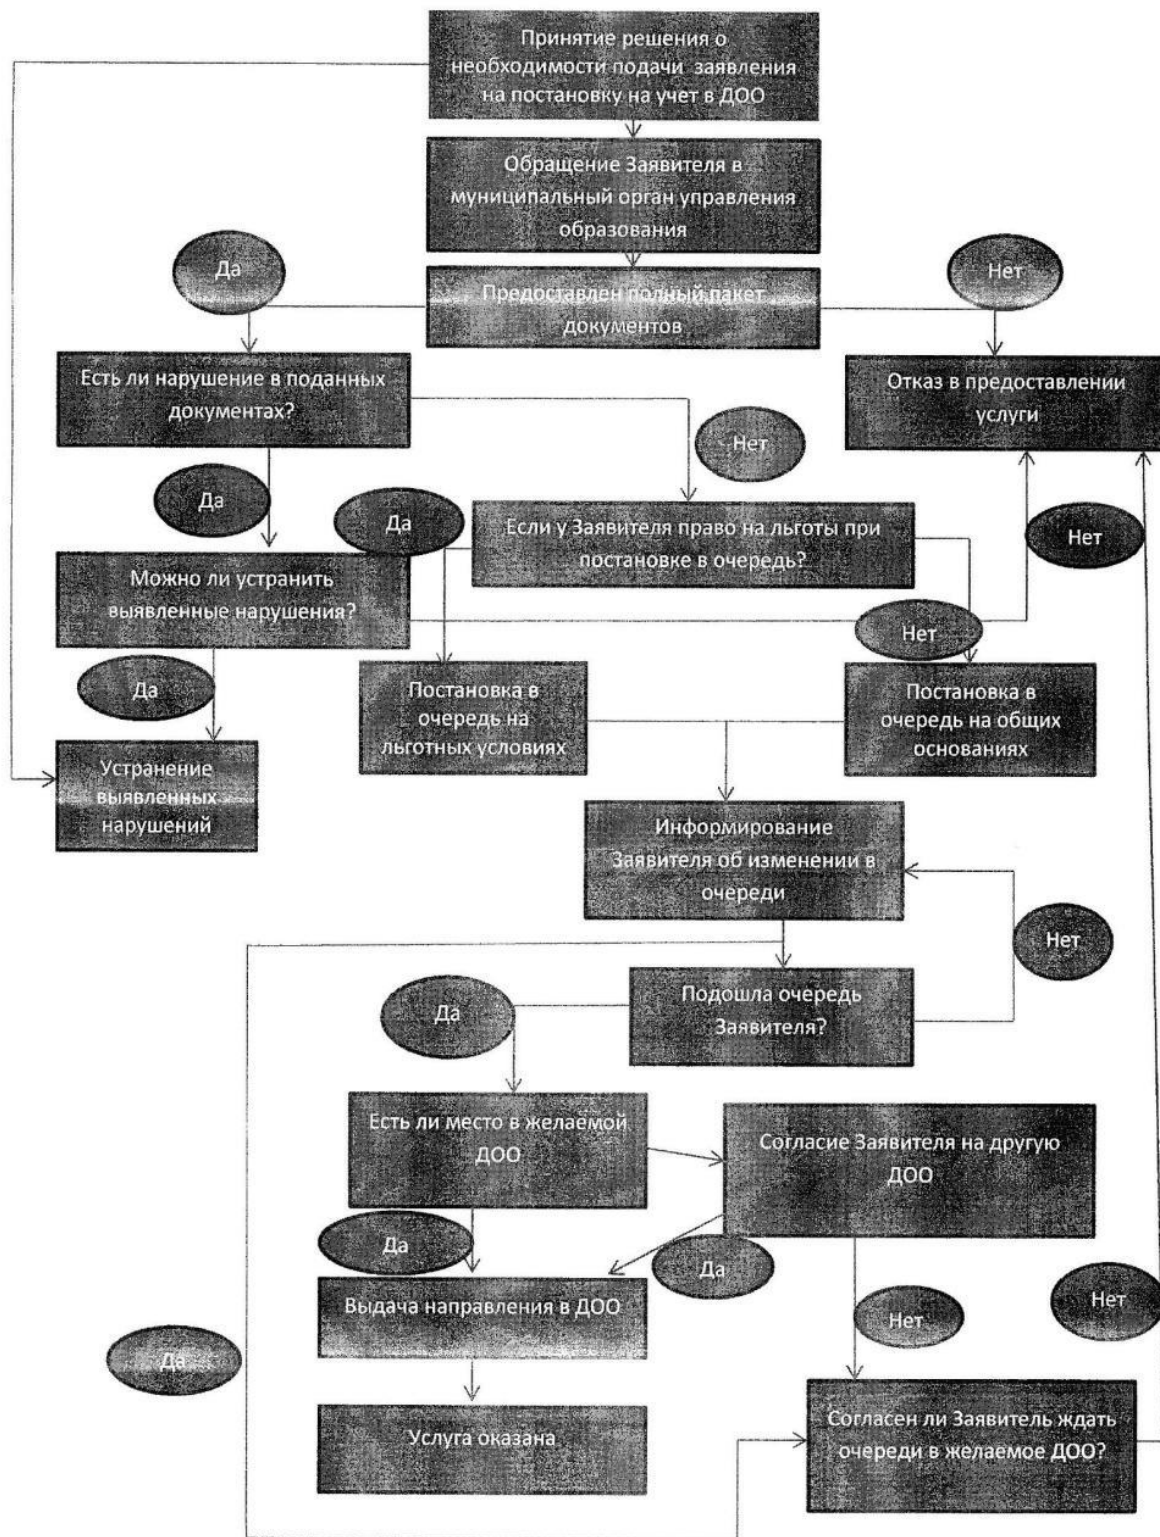 Принятие решения о
необходимости подачи заявления
на постановку на учет в ДОО
Обращение Заявителя в
муниципальный орган управления
образования
Да
Нет
Предоставлен полный пакет
документов
Есть ли нарушение в поданных
документах?
Отказ в предоставлении
услуги
Нет
Да
Да
Если у Заявителя право на льготы при
постановке в очередь?
Нет
Можно ли устранить
выявленные нарушения?
Нет
Да
Постановка в
очередь на
льготных условиях
Постановка в
очередь на общих
основаниях
Устранение
выявленных
нарушений
Информирование
Заявителя об изменении в
очереди
Нет
Подошла очередь
Заявителя?
Да
Есть ли место в желаемой
ДОО
Согласие Заявителя на другую
ДОО
Да
Да
Выдача направления в ДОО
Нет
Нет
Да
Услуга оказана
Согласен ли Заявитель ждать
очереди в желаемое ДОО?